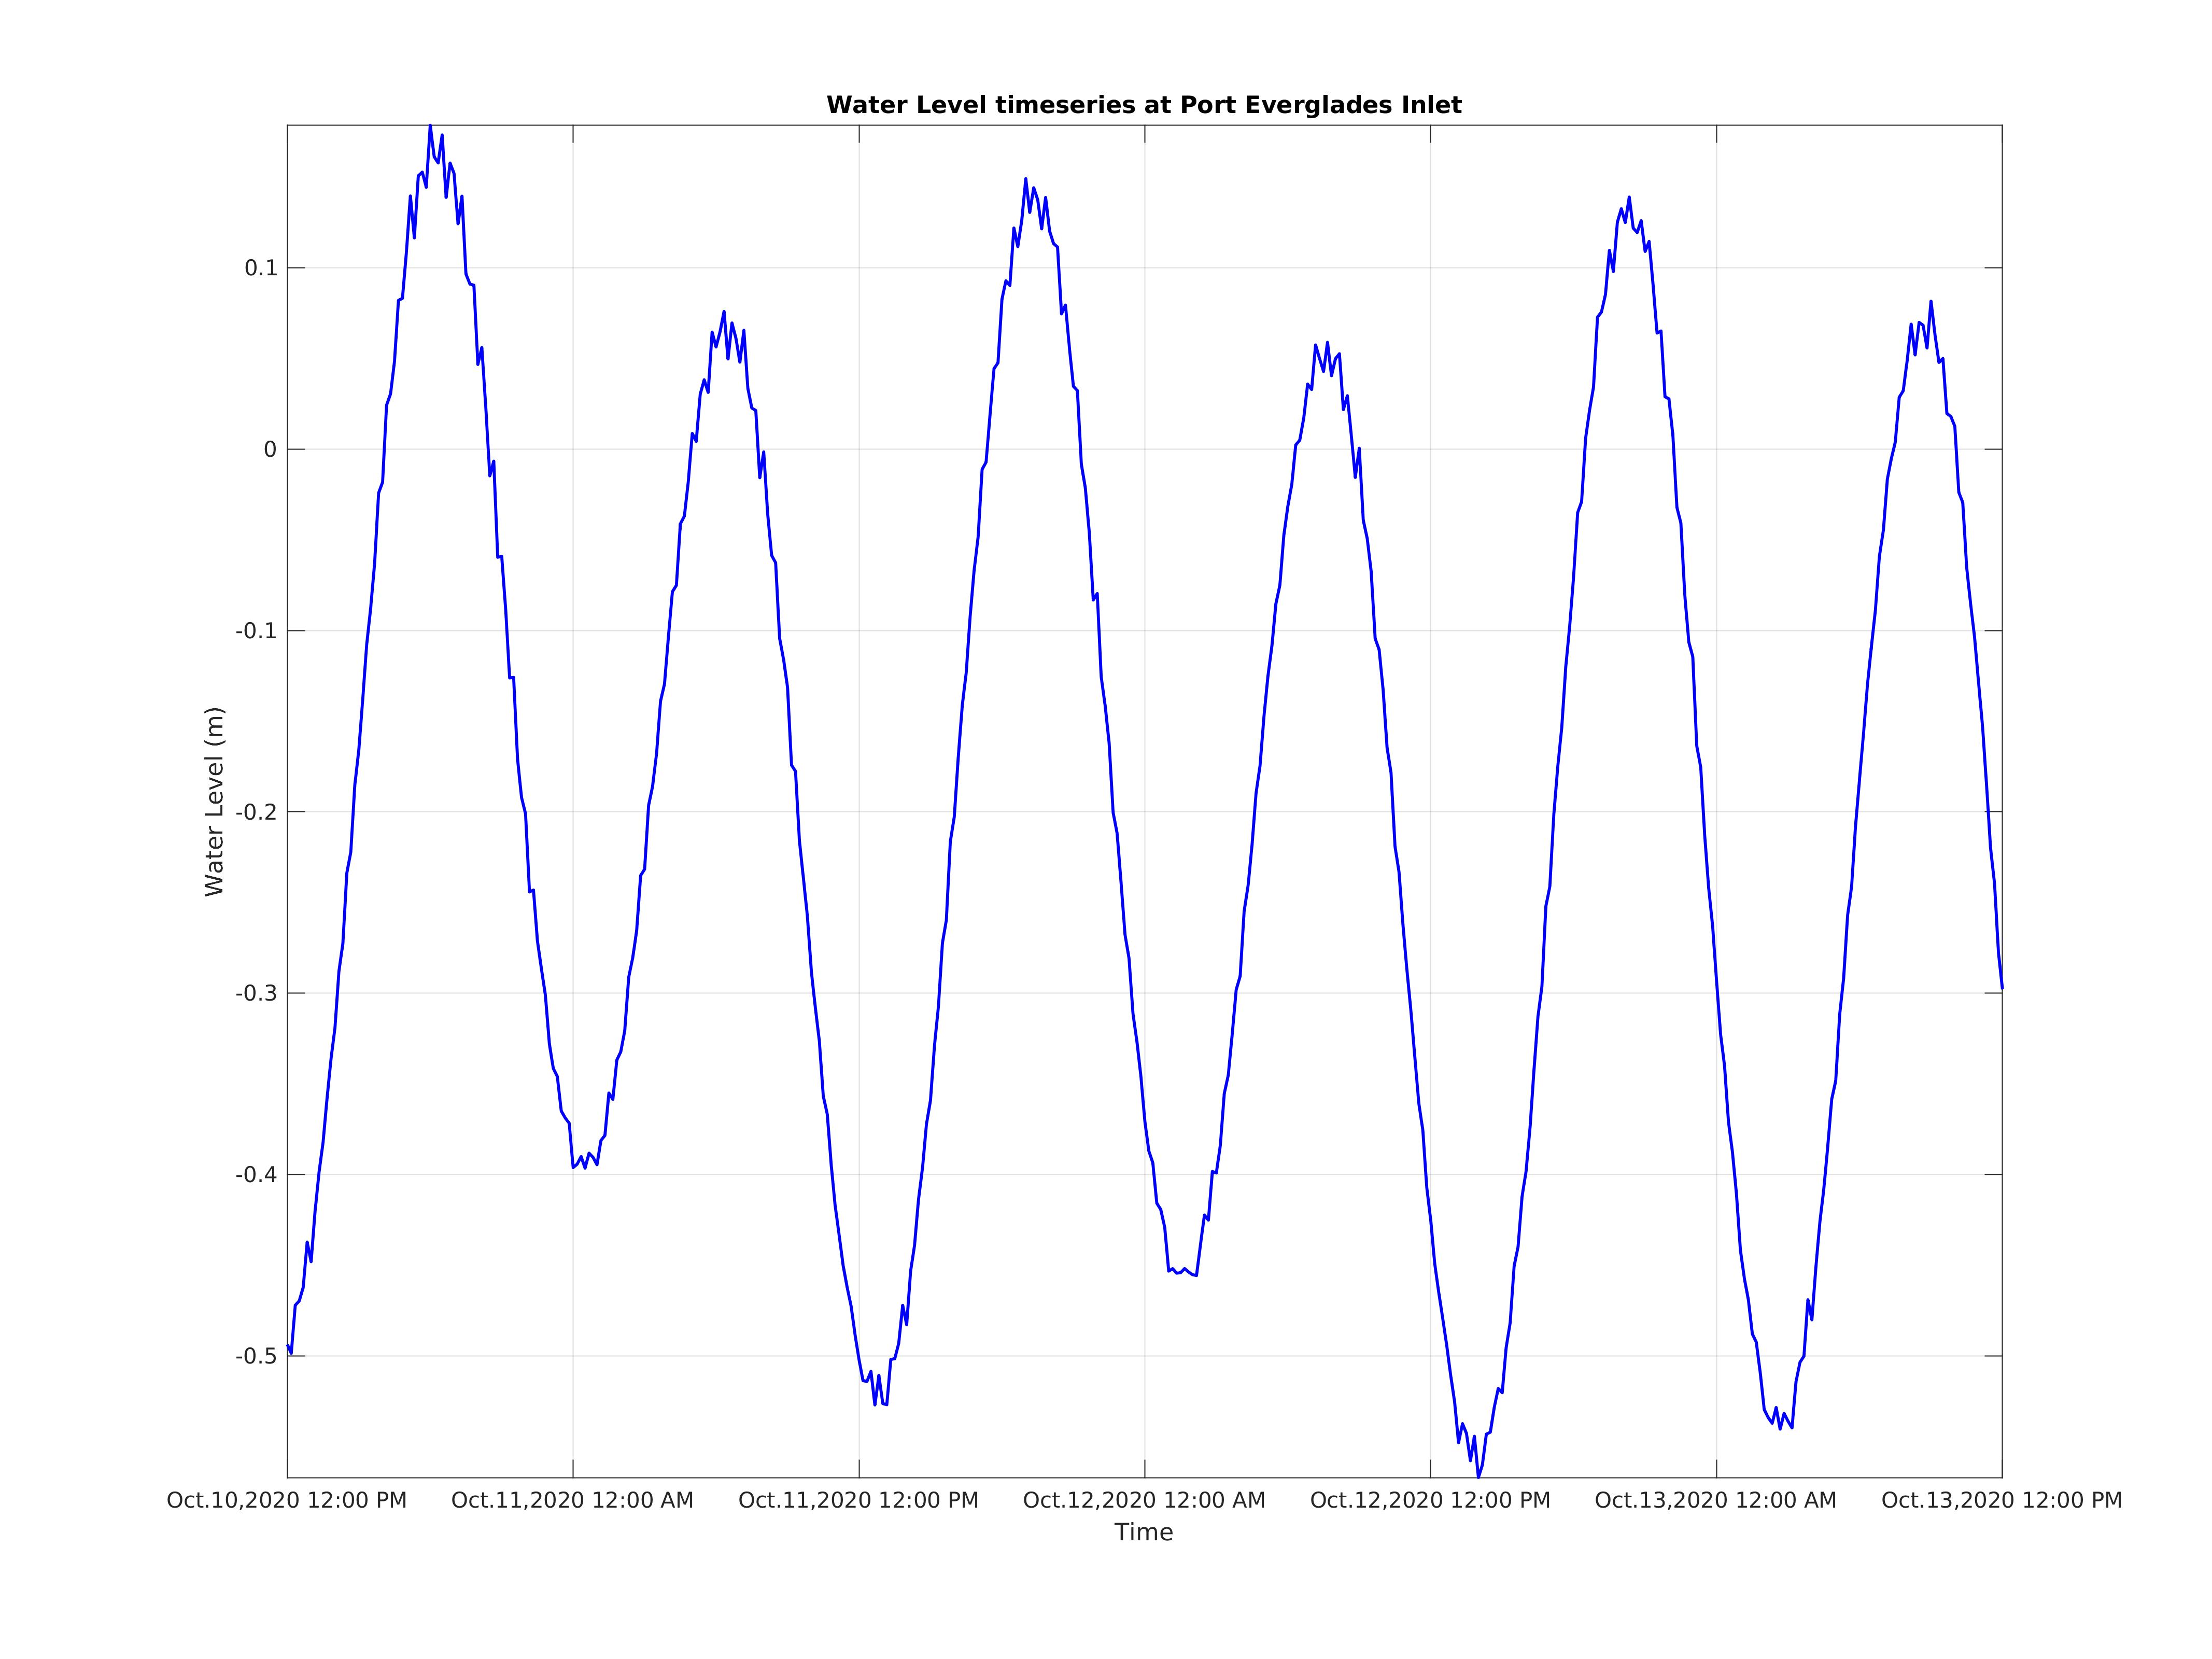 Water Level timeseries at Port Everglades Inlet
0.1
0
-0.1
-0.2
-0.3
-0.4
-0.5
Water Level (m)
Oct.10,2020 12:00 PM Oct.11,2020 12:00 AM Oct.11,2020 12:00 PM Oct.12,2020 12:00 AM Oct.12,2020 12:00 PM Oct.13,2020 12:00 AM Oct.13,2020 12:00 PM
Time